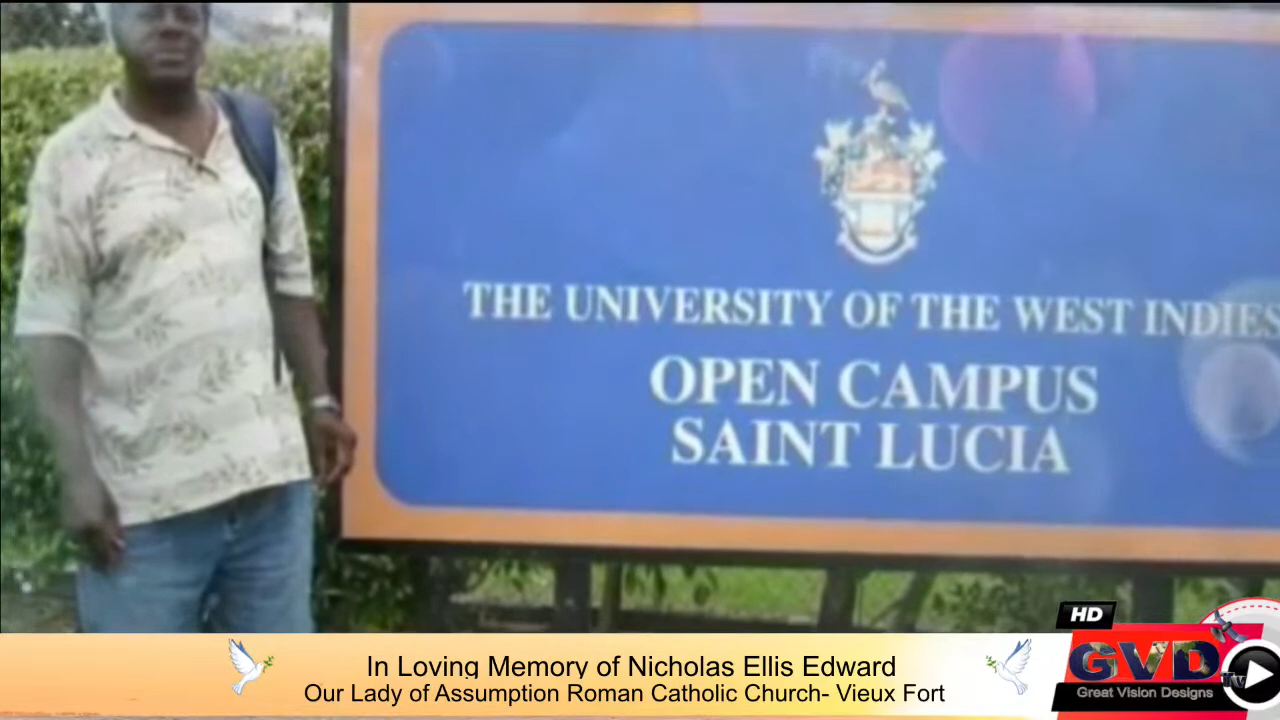 THE UNIVERSITY OF THE WEST INDIES
OPEN CAMPUS
SAINT LUCIA
In Loving Memory of Nicholas Ellis Edward
Our Lady of Assumption Roman Catholic Church- Vieux Fort
HD
GVD
TV
Great Vision Designs